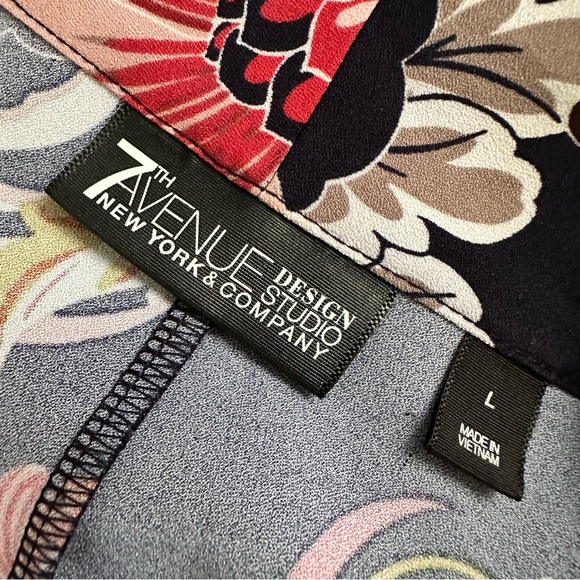 7TH
AVENUE DESIGN STUDIO
NEW YORK & COMPANY
L
MADE IN
VIETNAM